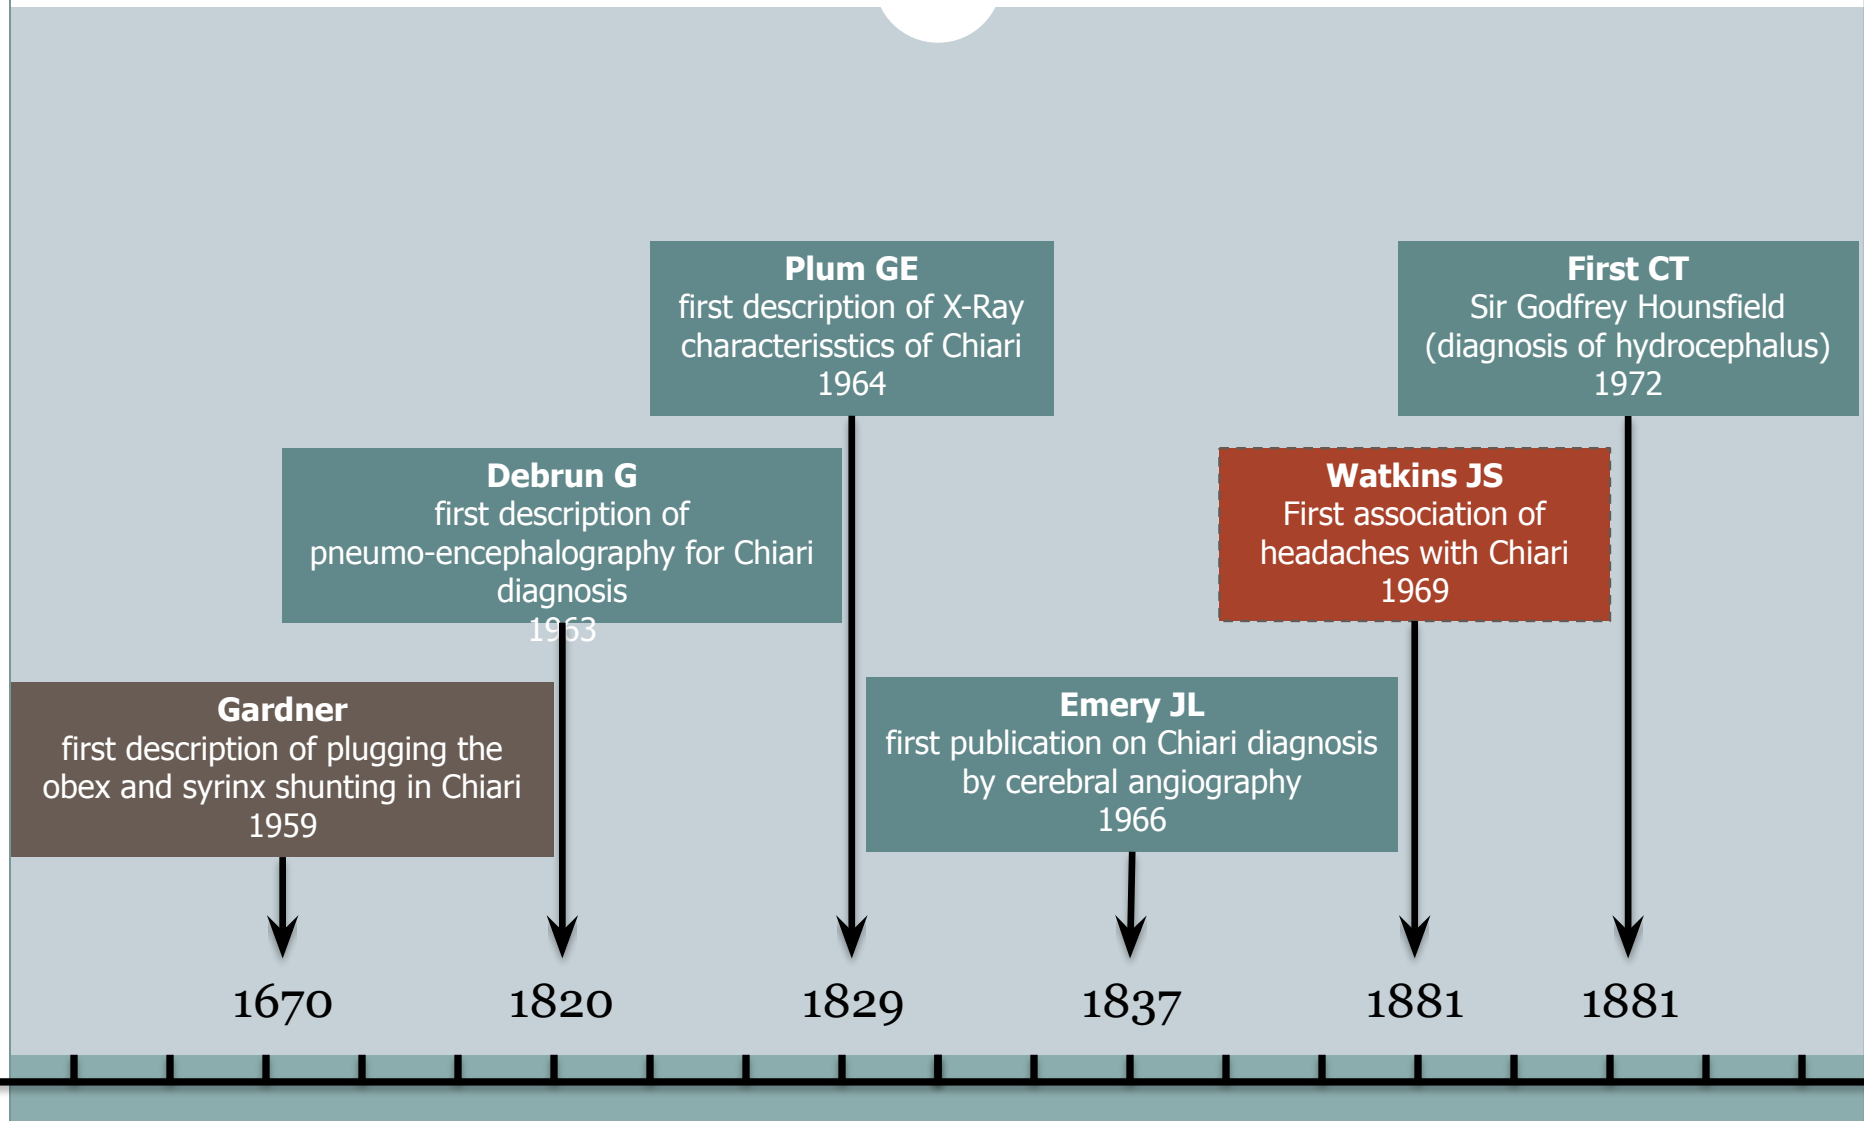 Plum GE
first description of X-Ray
characterisstics of Chiari
1964
First CT
Sir Godfrey Hounsfield
(diagnosis of hydrocephalus)
1972
Debrun G
first description of
pneumo-encephalography for Chiari
diagnosis
1963
Watkins JS
First association of
headaches with Chiari
1969
Gardner
first description of plugging the
obex and syrinx shunting in Chiari
1959
Emery JL
first publication on Chiari diagnosis
by cerebral angiography
1966
1670
1820
1829
1837
1881
1881